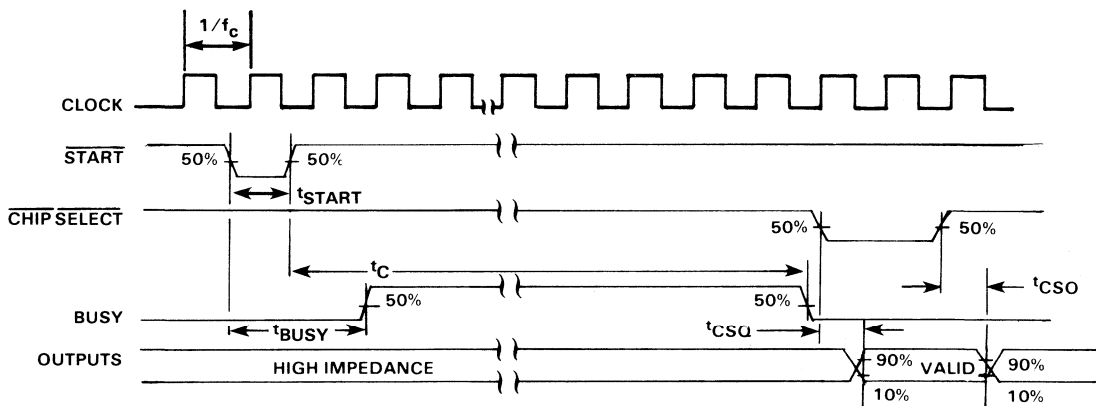 1/fc
CLOCK
START
50%
50%
tSTART
CHIP SELECT
50%
50%
tC
tCSO
BUSY
50%
50%
tBUSY
tCSO
OUTPUTS
HIGH IMPEDANCE
90%
VALID
90%
10%
10%